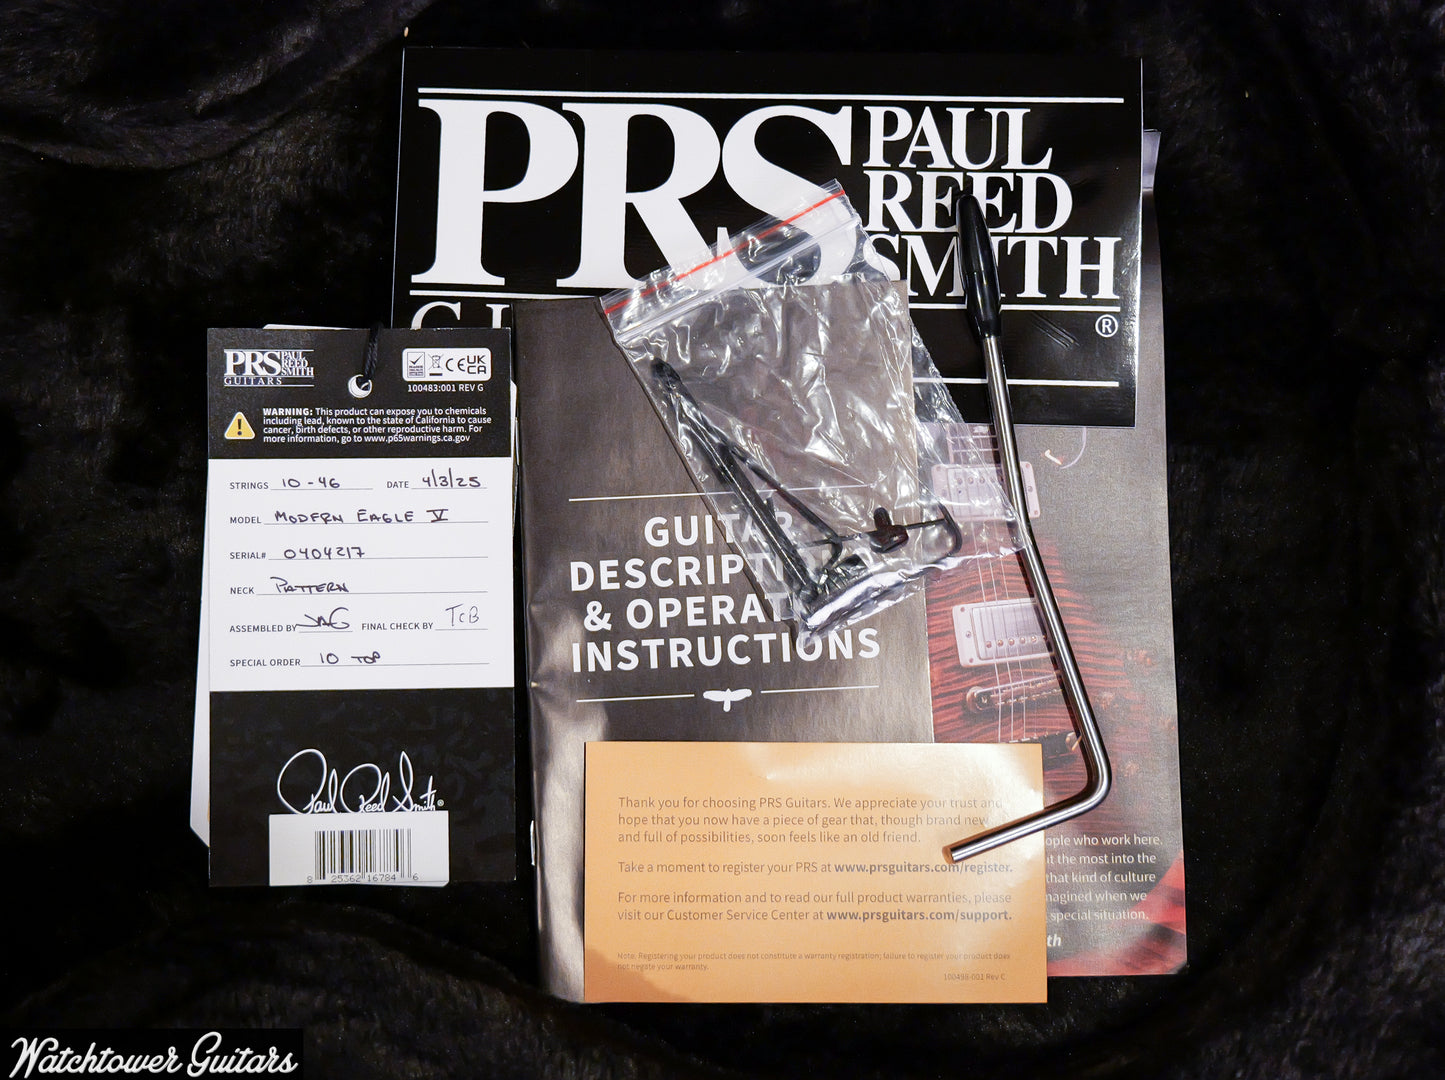 PRS PAUL
REED
SMITH
®
PRS PAUL
REED
SMITH
GUITARS
UK
CA
CE
100483:001 REV G
WARNING: This product can expose you to chemicals
including lead, known to the state of California to cause
cancer, birth defects, or other reproductive harm. For
more information, go to www.p65warnings.ca.gov
STRINGS 10-46 DATE 4/3/25
MODEL MODERN EAGLE V
SERIAL# 0404217
NECK PATTERN
ASSEMBLED BY FINAL CHECK BY TCB
SPECIAL ORDER 10 TOP
Paul Reed Smith®
8 25362 16784 6
GUITAR
DESCRIPT
& OPERAT
INSTRUCTIONS
Thank you for choosing PRS Guitars. We appreciate your trust and
hope that you now have a piece of gear that, though brand new
and full of possibilities, soon feels like an old friend.
Take a moment to register your PRS at www.prsguitars.com/register.
For more information and to read our full product warranties, please
visit our Customer Service Center at www.prsguitars.com/support.
Note: Registering your product does not constitute a warranty registration; failure to register your product does
not negate your warranty.
100498-001 Rev C
ople who work here.
ut the most into the
that kind of culture
magined when we
special situation.
th
Watchtower Guitars